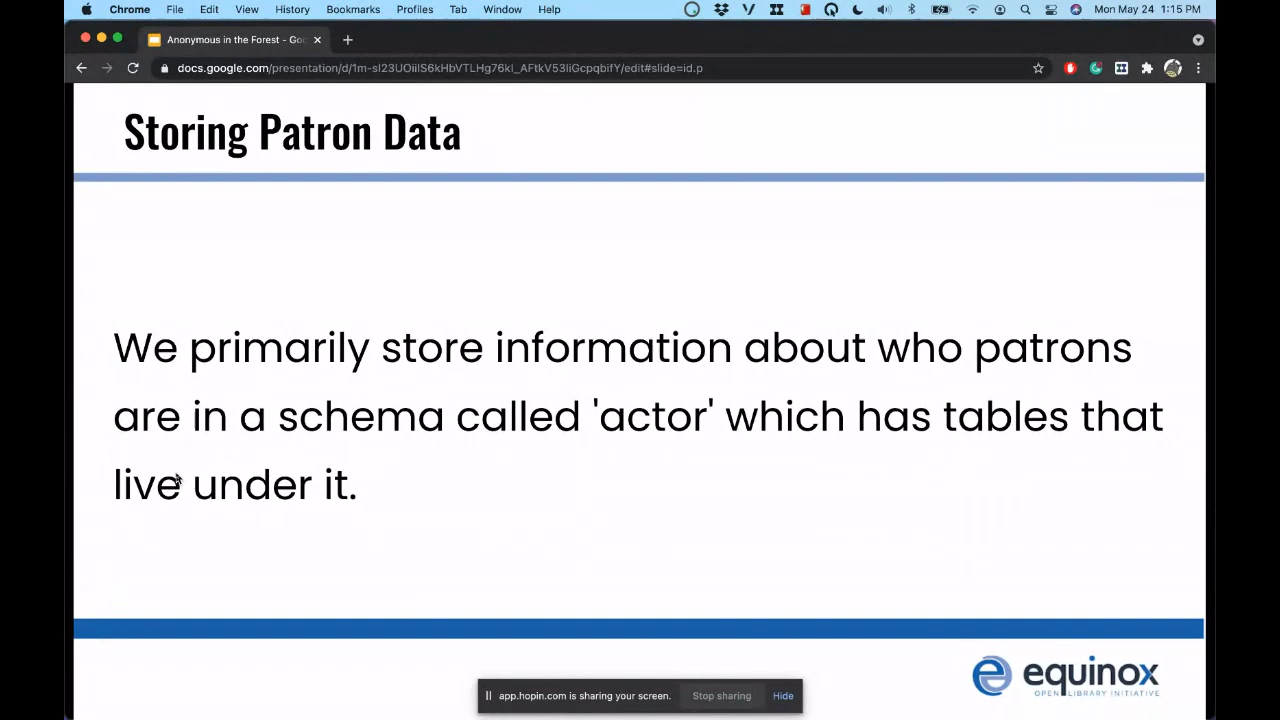 Chrome File Edit View History Bookmarks Profiles Tab Window Help Mon May 24 1:15 PM
Anonymous in the Forest - Goo
docs.google.com/presentation/d/1m-sI23UOiiIS6kHbVTLHg76ki_AFtkV53IiGcpqbifY/edit#slide=id.p
Storing Patron Data
We primarily store information about who patrons
are in a schema called 'actor' which has tables that
live under it.
equinox
OPEN LIBRARY INITIATIVE
app.hopin.com is sharing your screen. Stop sharing Hide